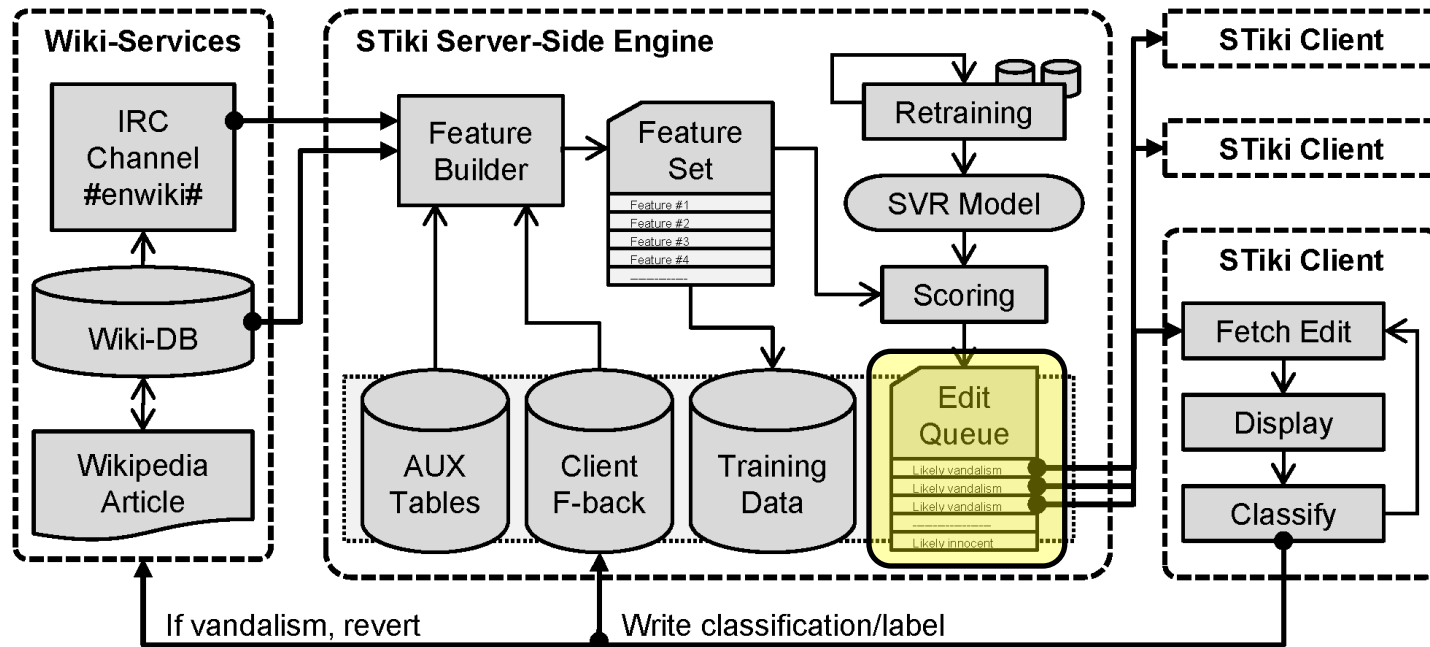 Wiki-Services
IRC
Channel
#enwiki#
Wiki-DB
Wikipedia
Article
STiki Server-Side Engine
Feature
Builder
Feature
Set
Feature #1
Feature #2
Feature #3
Feature #4
Retraining
SVR Model
Scoring
AUX
Tables
Client
F-back
Training
Data
Edit
Queue
Likely vandalism
Likely vandalism
Likely vandalism
Likely innocent
STiki Client
STiki Client
STiki Client
Fetch Edit
Display
Classify
If vandalism, revert
Write classification/label